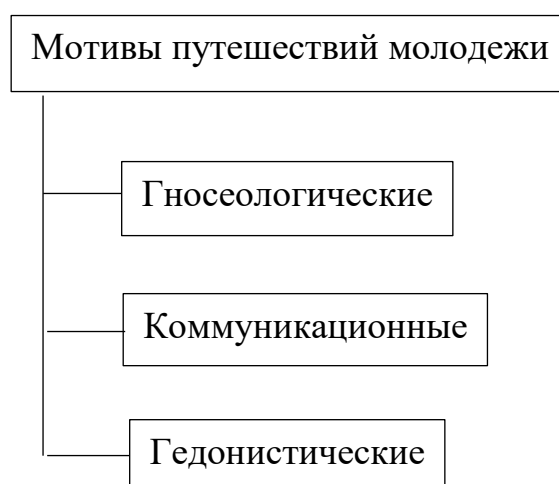 Мотивы путешествий молодежи
Гносеологические
Коммуникационные
Гедонистические